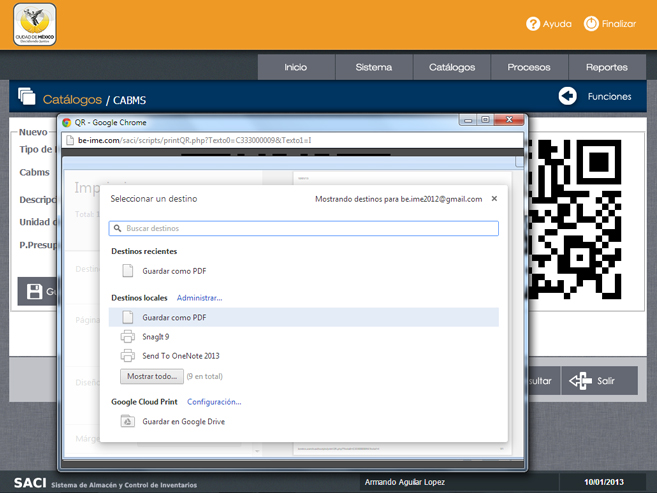 CIUDAD DE MÉXICO
Ayuda
Finalizar
Inicio
Sistema
Catálogos
Procesos
Reportes
Catálogos / CABMS
Funciones
QR - Google Chrome
be-ime.com/saci/scripts/printQR.php?Texto0=C333000009&Texto1=I
Nuevo
Tipo de
Cabms
Descripc
Unidad d
P.Presup
Seleccionar un destino
Mostrando destinos para be.ime2012@gmail.com
Buscar destinos
Destinos recientes
Guardar como PDF
Destinos locales Administrar...
Guardar como PDF
SnagIt 9
Send To OneNote 2013
Mostrar todo... (9 en total)
Google Cloud Print Configuración...
Guardar en Google Drive
Total: 1
Destin
Página
Diseño
Márge
sultar
Salir
SACI Sistema de Almacén y Control de Inventarios
Armando Aguilar Lopez
10/01/2013